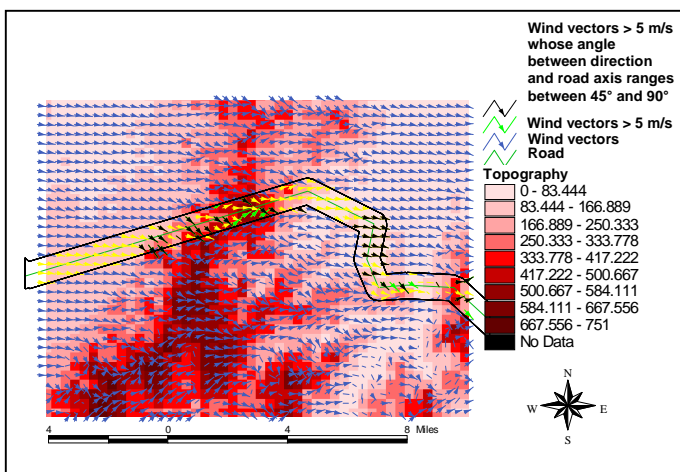 Wind vectors > 5 m/s
whose angle
between direction
and road axis ranges
between 45° and 90°
Wind vectors > 5 m/s
Wind vectors
Road
Topography
0 - 83.444
83.444 - 166.889
166.889 - 250.333
250.333 - 333.778
333.778 - 417.222
417.222 - 500.667
500.667 - 584.111
584.111 - 667.556
667.556 - 751
No Data
N
W E
S
4 0 4 8 Miles